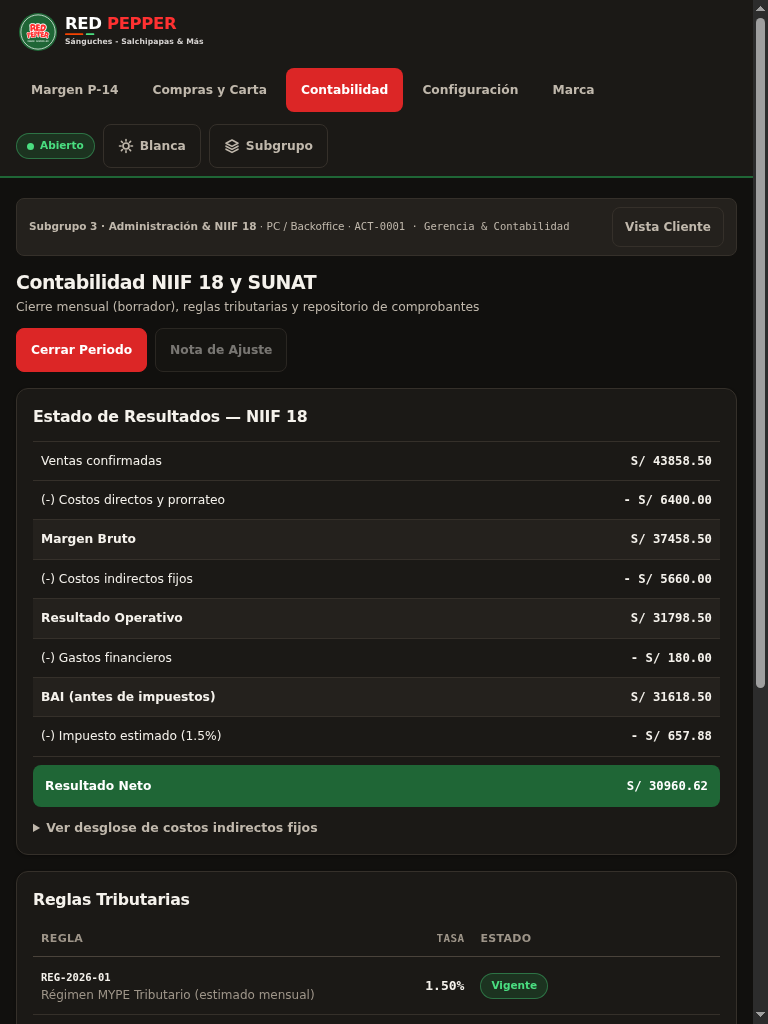 RED PEPPER
Sánguches - Salchipapas & Más
Margen P-14
Compras y Carta
Contabilidad
Configuración
Marca
Abierto
Blanca
Subgrupo
Subgrupo 3 · Administración & NIIF 18 · PC / Backoffice · ACT-0001 · Gerencia & Contabilidad
Vista Cliente
Contabilidad NIIF 18 y SUNAT
Cierre mensual (borrador), reglas tributarias y repositorio de comprobantes
Cerrar Periodo
Nota de Ajuste
Estado de Resultados — NIIF 18
Ventas confirmadas S/ 43858.50
(-) Costos directos y prorrateo - S/ 6400.00
Margen Bruto S/ 37458.50
(-) Costos indirectos fijos - S/ 5660.00
Resultado Operativo S/ 31798.50
(-) Gastos financieros - S/ 180.00
BAI (antes de impuestos) S/ 31618.50
(-) Impuesto estimado (1.5%) - S/ 657.88
Resultado Neto S/ 30960.62
Ver desglose de costos indirectos fijos
Reglas Tributarias
REGLA TASA ESTADO
REG-2026-01
Régimen MYPE Tributario (estimado mensual)
1.50%
Vigente